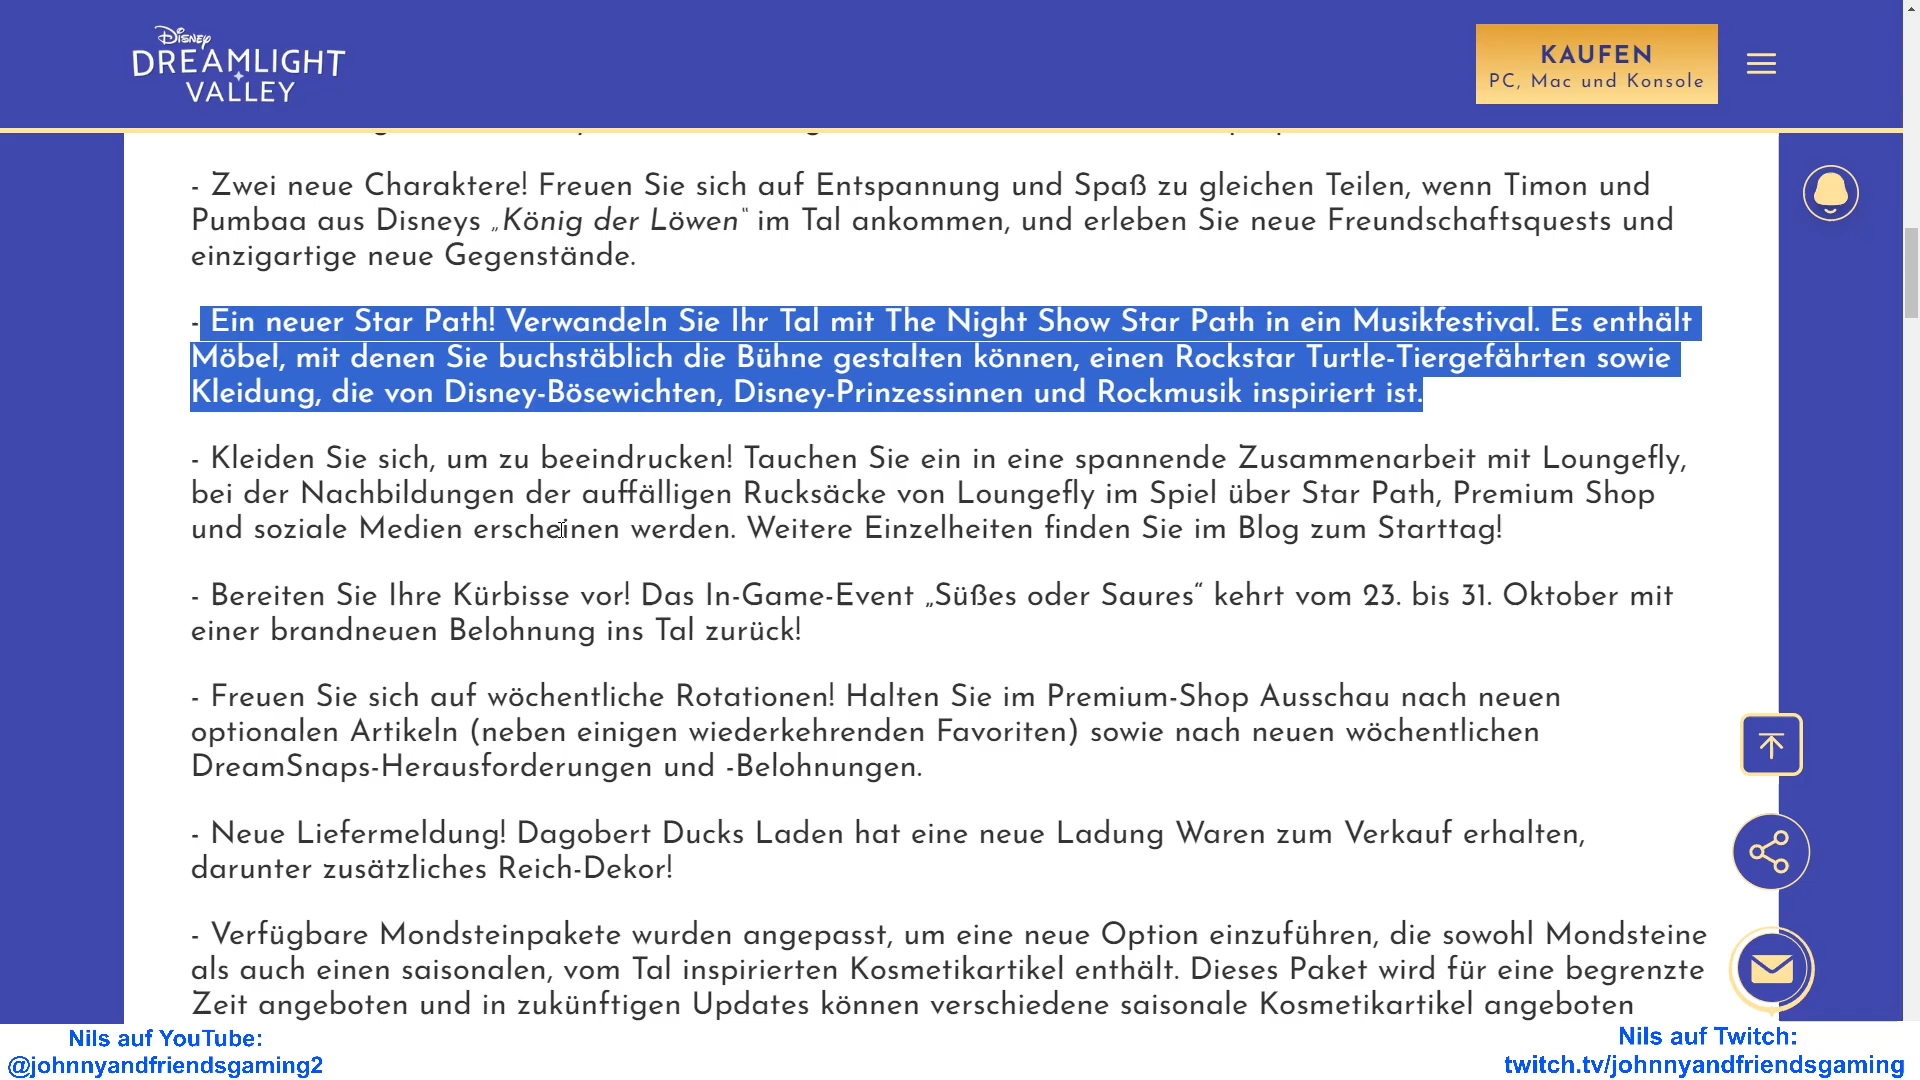 Disney
DREAMLIGHT
VALLEY
KAUFEN
PC, Mac und Konsole
- Zwei neue Charaktere! Freuen Sie sich auf Entspannung und Spaß zu gleichen Teilen, wenn Timon und
Pumbaa aus Disneys „König der Löwen“ im Tal ankommen, und erleben Sie neue Freundschaftsquests und
einzigartige neue Gegenstände.
- Ein neuer Star Path! Verwandeln Sie Ihr Tal mit The Night Show Star Path in ein Musikfestival. Es enthält
Möbel, mit denen Sie buchstäblich die Bühne gestalten können, einen Rockstar Turtle-Tiergefährten sowie
Kleidung, die von Disney-Bösewichten, Disney-Prinzessinnen und Rockmusik inspiriert ist.
- Kleiden Sie sich, um zu beeindrucken! Tauchen Sie ein in eine spannende Zusammenarbeit mit Loungefly,
bei der Nachbildungen der auffälligen Rucksäcke von Loungefly im Spiel über Star Path, Premium Shop
und soziale Medien erscheinen werden. Weitere Einzelheiten finden Sie im Blog zum Starttag!
- Bereiten Sie Ihre Kürbisse vor! Das In-Game-Event „Süßes oder Saures“ kehrt vom 23. bis 31. Oktober mit
einer brandneuen Belohnung ins Tal zurück!
- Freuen Sie sich auf wöchentliche Rotationen! Halten Sie im Premium-Shop Ausschau nach neuen
optionalen Artikeln (neben einigen wiederkehrenden Favoriten) sowie nach neuen wöchentlichen
DreamSnaps-Herausforderungen und -Belohnungen.
- Neue Liefermeldung! Dagobert Ducks Laden hat eine neue Ladung Waren zum Verkauf erhalten,
darunter zusätzliches Reich-Dekor!
- Verfügbare Mondsteinpakete wurden angepasst, um eine neue Option einzuführen, die sowohl Mondsteine
als auch einen saisonalen, vom Tal inspirierten Kosmetikartikel enthält. Dieses Paket wird für eine begrenzte
Zeit angeboten und in zukünftigen Updates können verschiedene saisonale Kosmetikartikel angeboten
Nils auf YouTube:
@johnnyandfriendsgaming2
Nils auf Twitch:
twitch.tv/johnnyandfriendsgaming